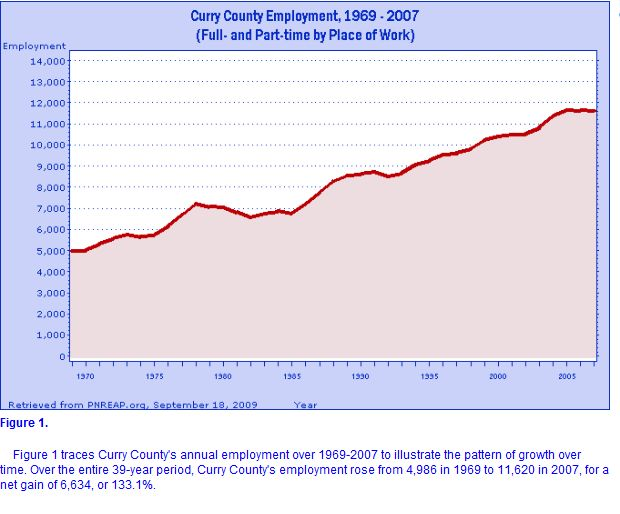 Curry County Employment, 1969 - 2007
(Full- and Part-time by Place of Work)
Employment
14,000
13,000
12,000
11,000
10,000
9,000
8,000
7,000
6,000
5,000
4,000
3,000
2,000
1,000
0
1970 1975 1980 1985 1990 1995 2000 2005
Retrieved from PNREAP.org, September 18, 2009 Year
Figure 1.
Figure 1 traces Curry County's annual employment over 1969-2007 to illustrate the pattern of growth over
time. Over the entire 39-year period, Curry County's employment rose from 4,986 in 1969 to 11,620 in 2007, for a
net gain of 6,634, or 133.1%.